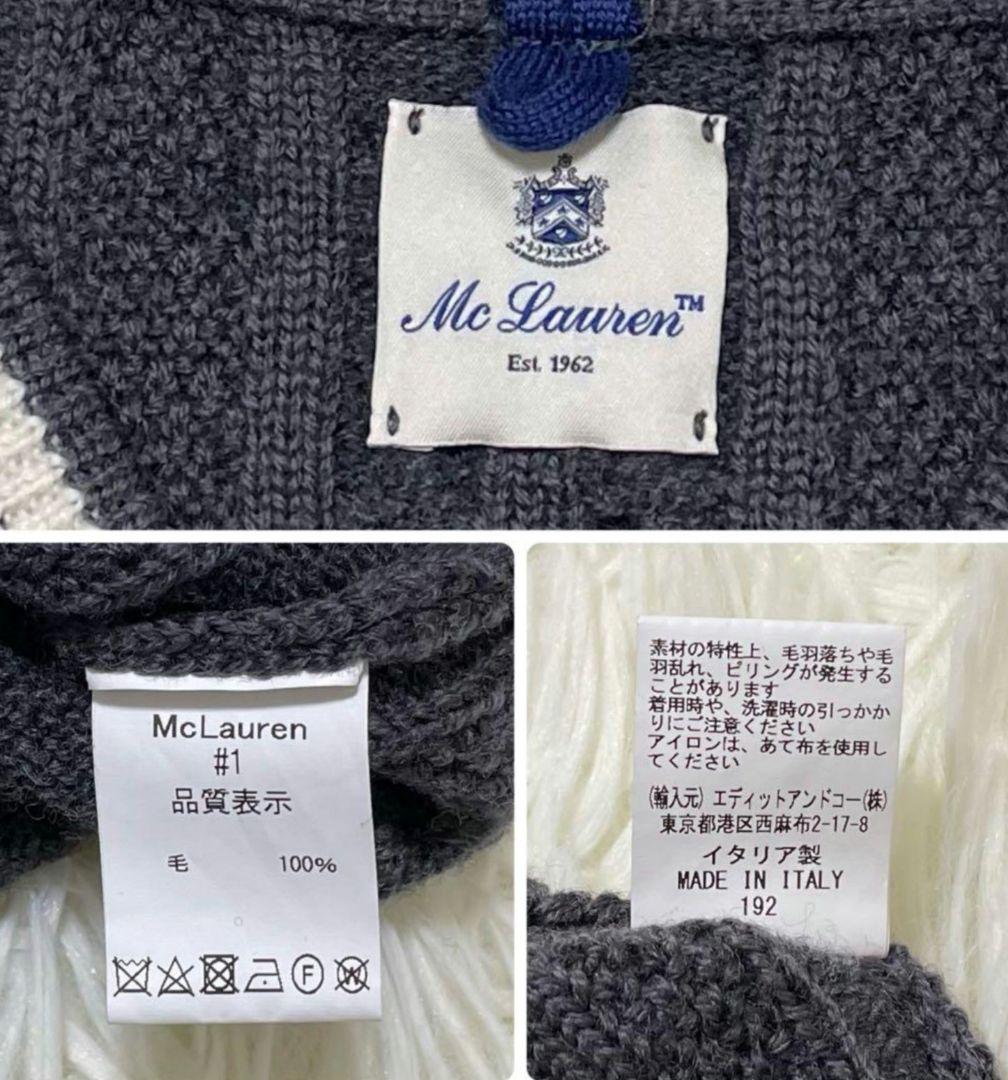 Mc Lauren™
Est. 1962
McLauren
#1
品質表示
毛 100%
F
W
素材の特性上、毛羽落ちや毛
羽乱れ、ピリングが発生する
ことがあります
着用時や、洗濯時の引っかか
りにご注意ください
アイロンは、あて布を使用し
てください
(輸入元) エディットアンドコー(株)
東京都港区西麻布2-17-8
イタリア製
MADE IN ITALY
192